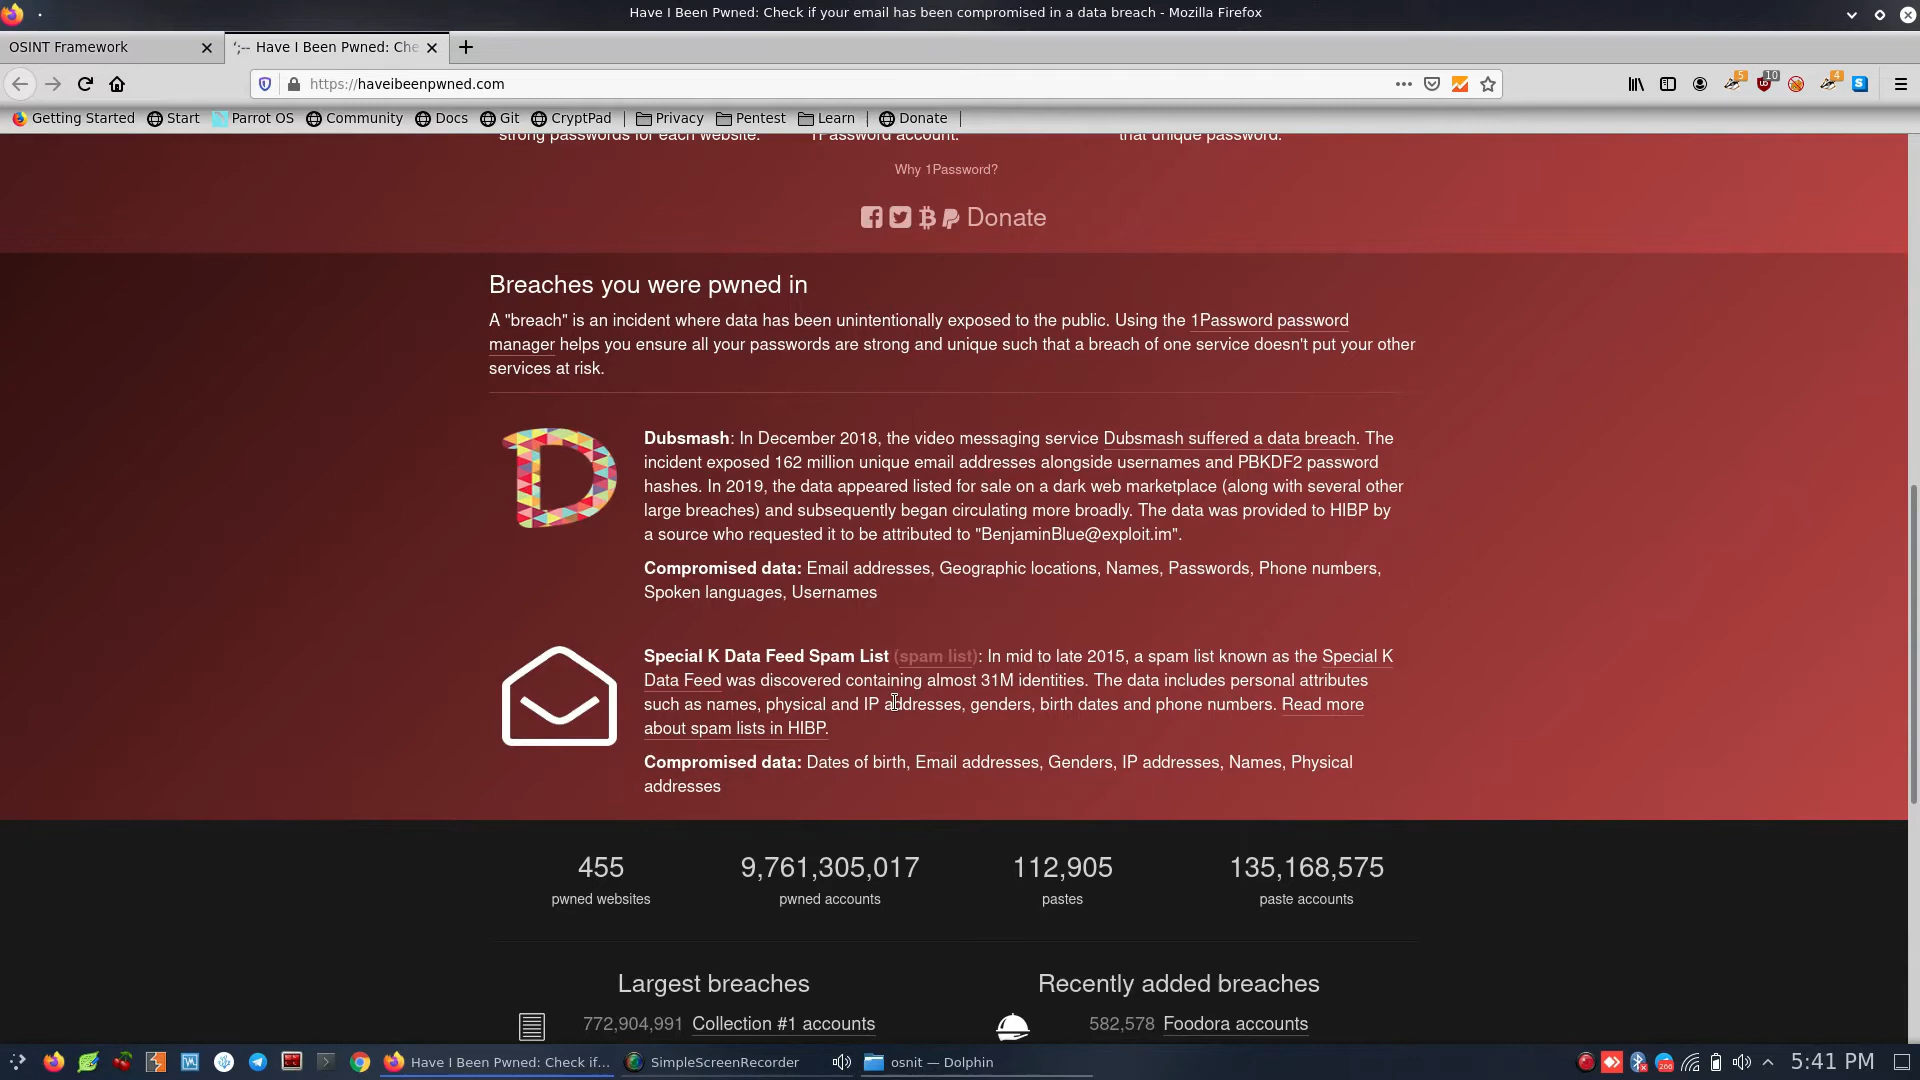 Have I Been Pwned: Check if your email has been compromised in a data breach - Mozilla Firefox
OSINT Framework
';-- Have I Been Pwned: Che
https://haveibeenpwned.com
5 10 4
Getting Started Start Parrot OS Community Docs Git CryptPad Privacy Pentest Learn Donate
strong passwords for each website. 1Password account. that unique password.
Why 1Password?
Donate
Breaches you were pwned in
A "breach" is an incident where data has been unintentionally exposed to the public. Using the 1Password password
manager helps you ensure all your passwords are strong and unique such that a breach of one service doesn't put your other
services at risk.
Dubsmash: In December 2018, the video messaging service Dubsmash suffered a data breach. The
incident exposed 162 million unique email addresses alongside usernames and PBKDF2 password
hashes. In 2019, the data appeared listed for sale on a dark web marketplace (along with several other
large breaches) and subsequently began circulating more broadly. The data was provided to HIBP by
a source who requested it to be attributed to "BenjaminBlue@exploit.im".
Compromised data: Email addresses, Geographic locations, Names, Passwords, Phone numbers,
Spoken languages, Usernames
Special K Data Feed Spam List (spam list): In mid to late 2015, a spam list known as the Special K
Data Feed was discovered containing almost 31M identities. The data includes personal attributes
such as names, physical and IP addresses, genders, birth dates and phone numbers. Read more
about spam lists in HIBP.
Compromised data: Dates of birth, Email addresses, Genders, IP addresses, Names, Physical
addresses
455 9,761,305,017 112,905 135,168,575
pwned websites pwned accounts pastes paste accounts
Largest breaches Recently added breaches
772,904,991 Collection #1 accounts 582,578 Foodora accounts
Have I Been Pwned: Check if... SimpleScreenRecorder osnit — Dolphin 266 5:41 PM